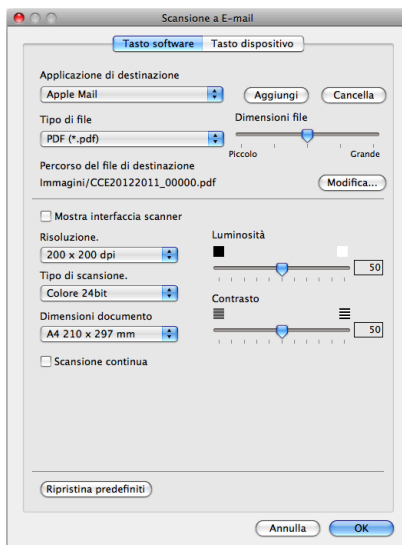 Scansione a E-mail
Tasto software Tasto dispositivo
Applicazione di destinazione
Apple Mail Aggiungi Cancella
Tipo di file Dimensioni file
PDF (*.pdf)
Piccolo Grande
Percorso del file di destinazione
Immagini/CCE20122011_00000.pdf Modifica...
Mostra interfaccia scanner
Risoluzione. Luminosità
200 x 200 dpi
50
Tipo di scansione.
Colore 24bit
Contrasto
Dimensioni documento
A4 210 x 297 mm 50
Scansione continua
Ripristina predefiniti
Annulla OK